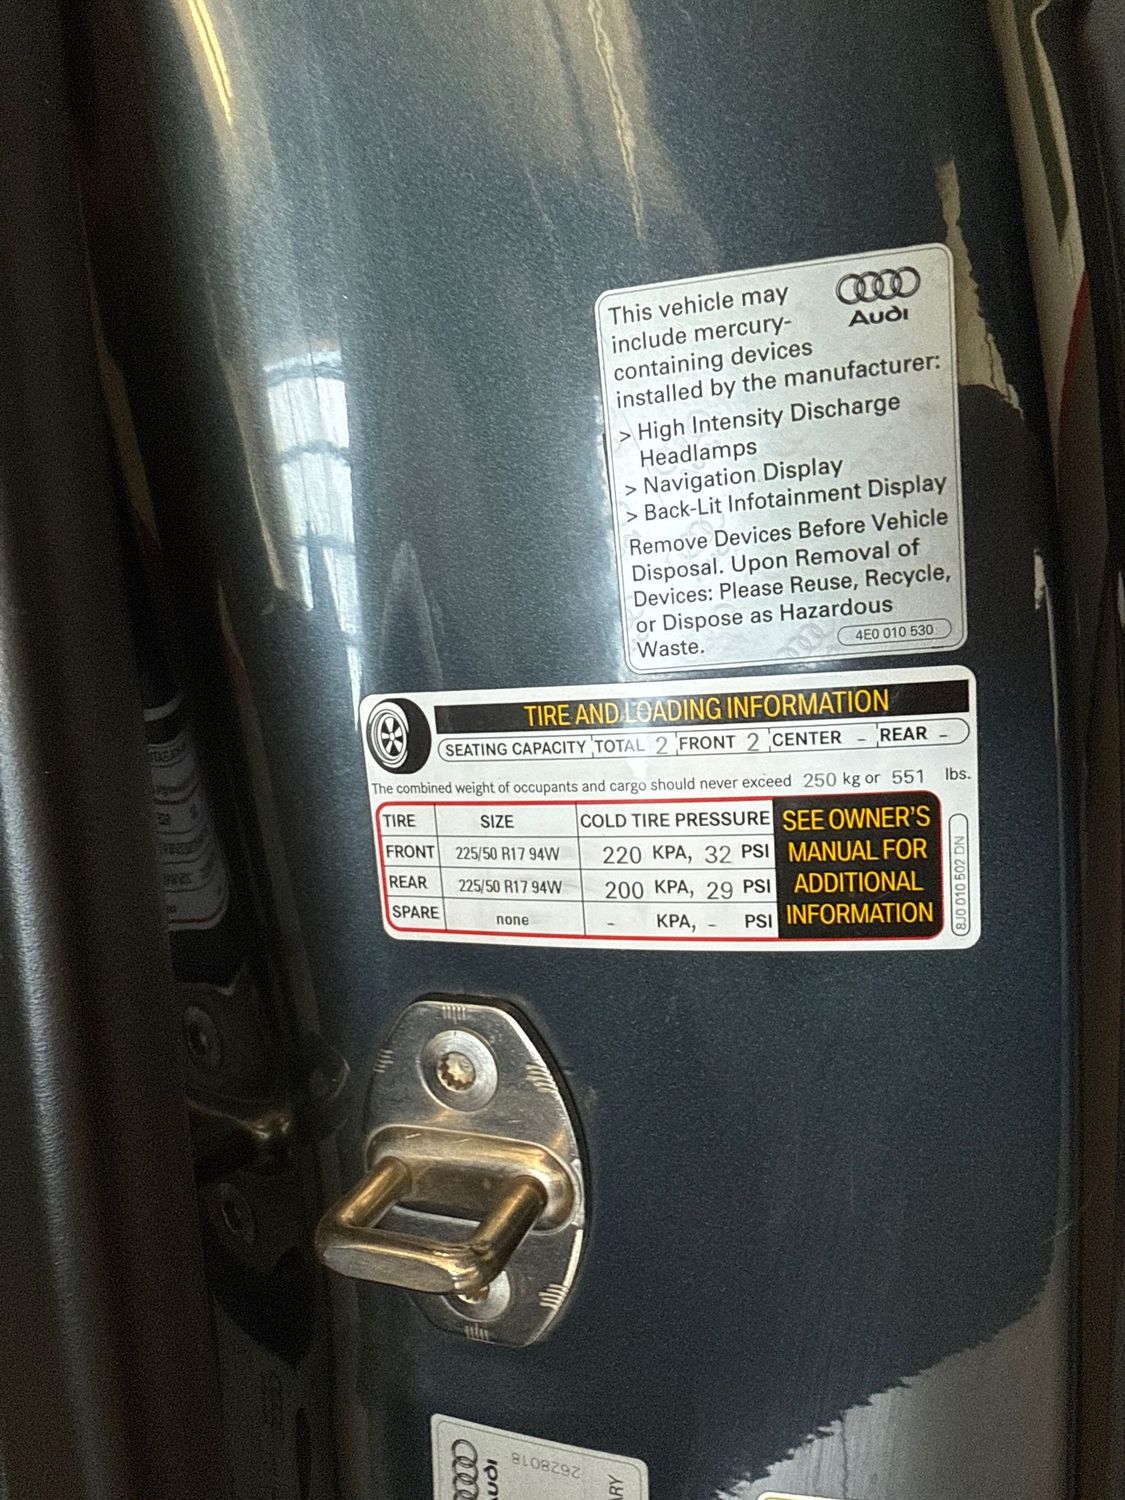 This vehicle may
include mercury-
containing devices
installed by the manufacturer:
Audi
> High Intensity Discharge
Headlamps
> Navigation Display
> Back-Lit Infotainment Display
Remove Devices Before Vehicle
Disposal. Upon Removal of
Devices: Please Reuse, Recycle,
or Dispose as Hazardous
Waste.
4E0 010 530
TIRE AND LOADING INFORMATION
SEATING CAPACITY TOTAL 2 FRONT 2 CENTER - REAR -
The combined weight of occupants and cargo should never exceed 250 kg or 551 lbs.
TIRE SIZE COLD TIRE PRESSURE
FRONT 225/50 R17 94W 220 KPA, 32 PSI
REAR 225/50 R17 94W 200 KPA, 29 PSI
SPARE none - KPA, - PSI
SEE OWNER'S
MANUAL FOR
ADDITIONAL
INFORMATION
8J0 010 502 DN
Audi
2628018